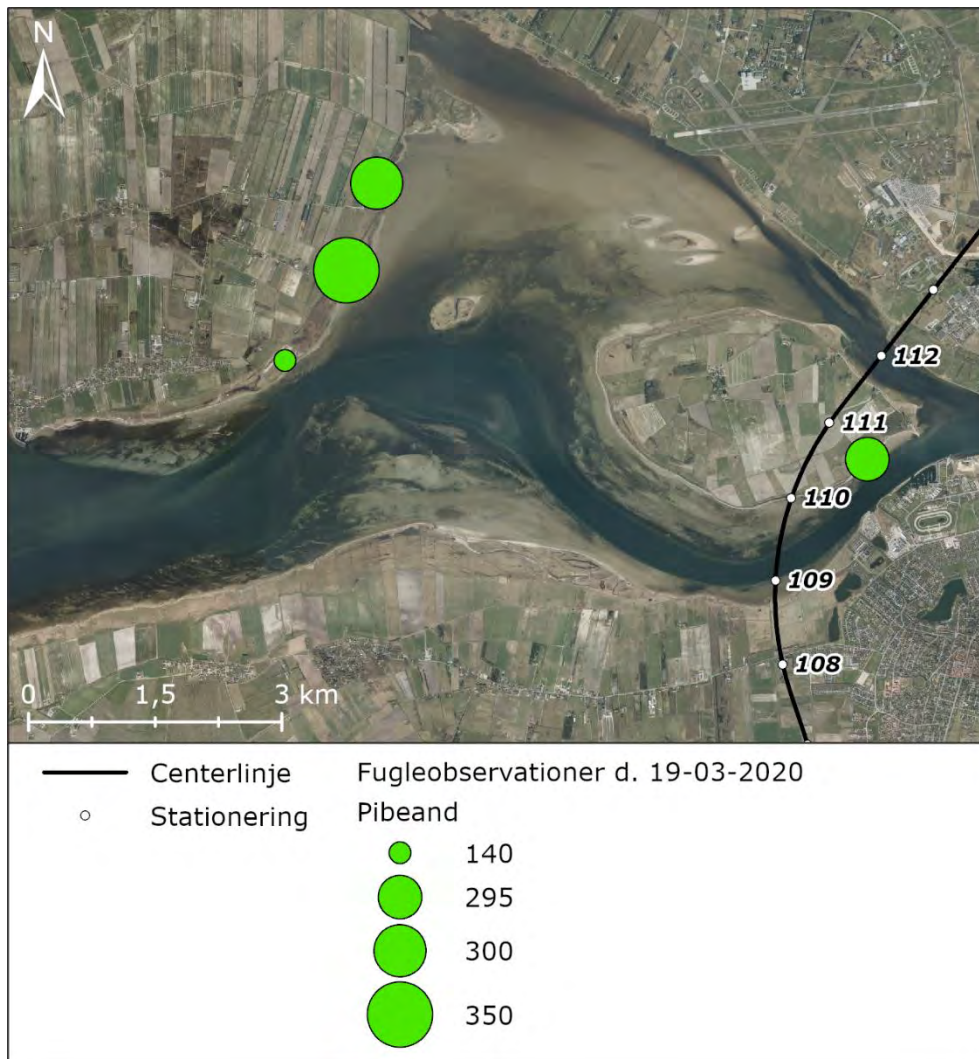 N
112
111
110
109
108
0 1,5 3 km
Centerlinje
Stationering
Fugleobservationer d. 19-03-2020
Pibeand
140
295
300
350